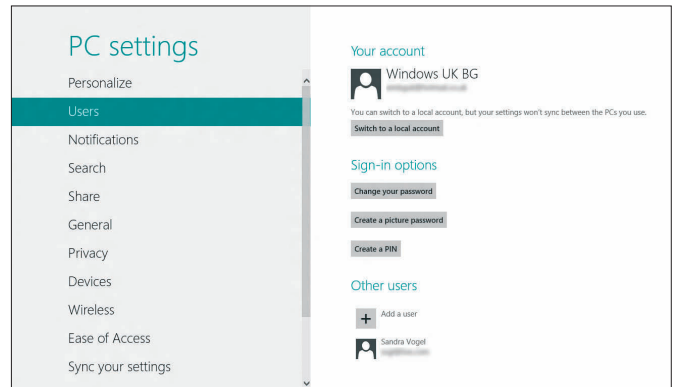 PC settings
Personalize
Users
Notifications
Search
Share
General
Privacy
Devices
Wireless
Ease of Access
Sync your settings
Your account
Windows UK BG
You can switch to a local account, but your settings won't sync between the PCs you use.
Switch to a local account
Sign-in options
Change your password
Create a picture password
Create a PIN
Other users
Add a user
Sandra Vogel